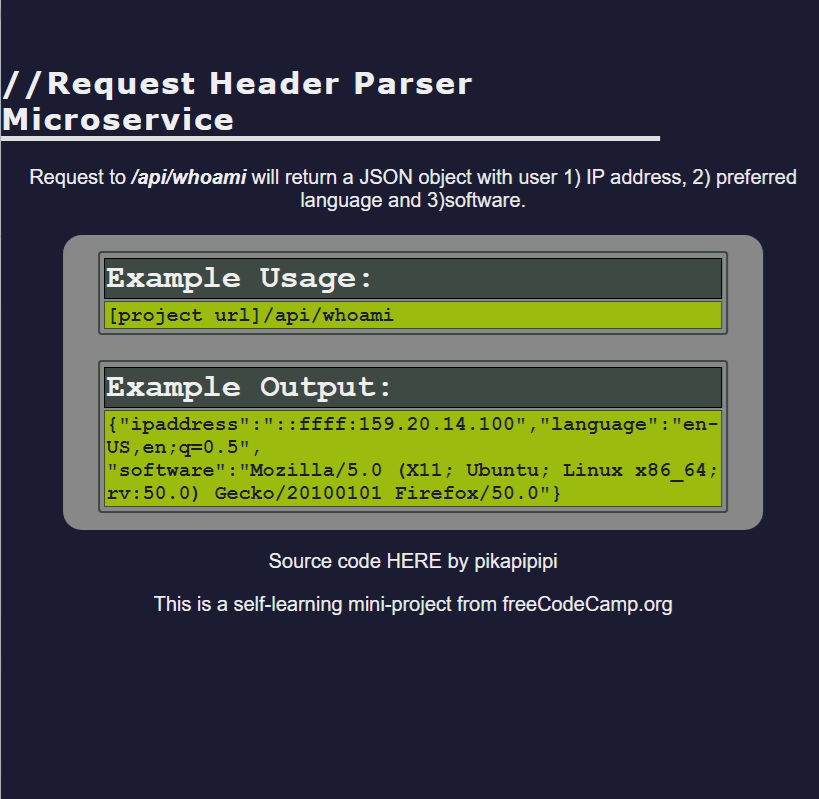 //Request Header Parser
Microservice
Request to /api/whoami will return a JSON object with user 1) IP address, 2) preferred
language and 3)software.
Example Usage:
[project url]/api/whoami
Example Output:
{"ipaddress":"::ffff:159.20.14.100","language":"en-
US,en;q=0.5",
"software":"Mozilla/5.0 (X11; Ubuntu; Linux x86_64;
rv:50.0) Gecko/20100101 Firefox/50.0"}
Source code HERE by pikapipipi
This is a self-learning mini-project from freeCodeCamp.org